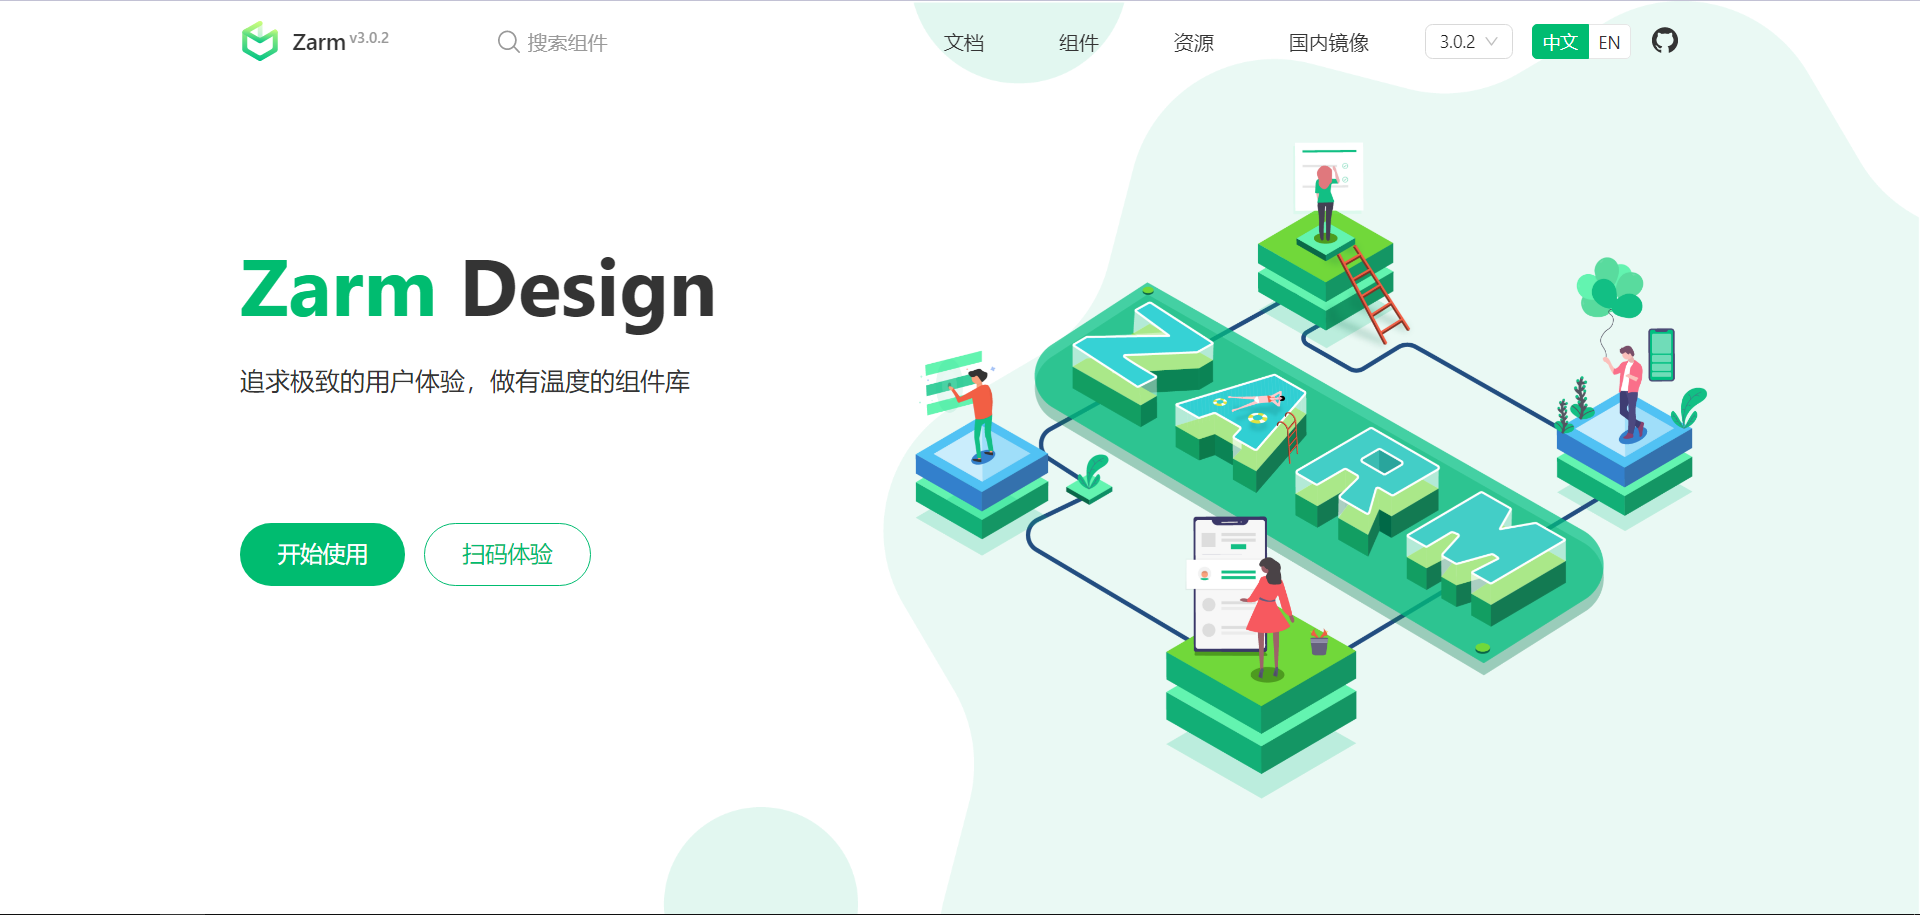 Zarm v3.0.2
搜索组件
文档
组件
资源
国内镜像
3.0.2
中文
EN
Zarm Design
追求极致的用户体验，做有温度的组件库
开始使用
扫码体验
ZARM